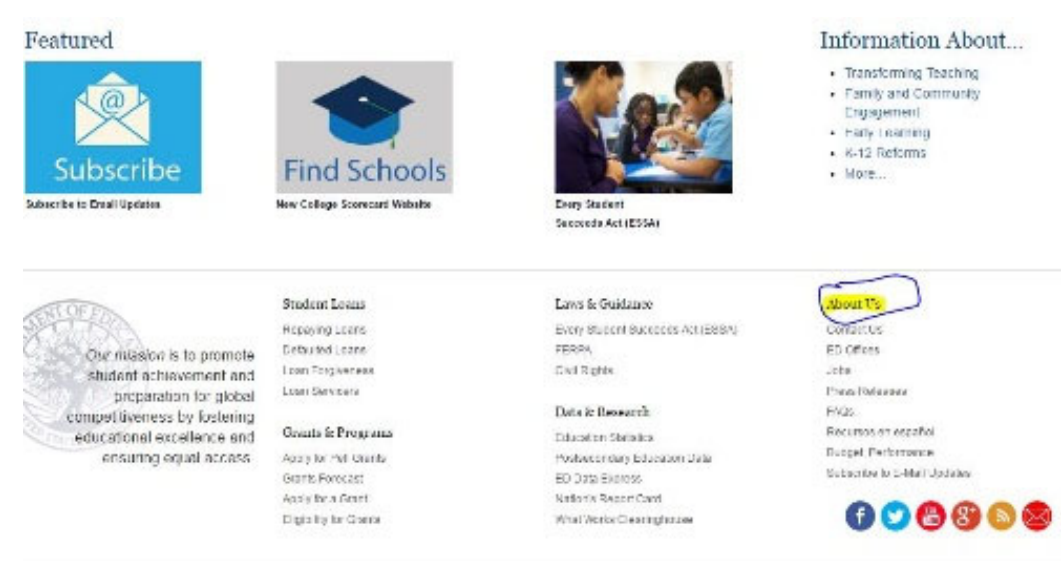 Featured
Subscribe
Subscribe to Email Updates
Find Schools
New College Scorecard Website
Every Student
Succeeds Act (ESSA)
Information About...
Transforming Teaching
Family and Community
Engagement
Early Learning
K-12 Reforms
More...
Our mission is to promote
student achievement and
preparation for global
competitiveness by fostering
educational excellence and
ensuring equal access.
Student Loans
Repaying Loans
Defaulted Loans
Loan Forgiveness
Loan Servicers
Grants & Programs
Apply for Pell Grants
Grants Forecast
Apply for a Grant
Eligibility for Grants
Laws & Guidance
Every Student Succeeds Act (ESSA)
FERPA
Civil Rights
Data & Research
Education Statistics
Postsecondary Education Data
ED Data Express
Nation's Report Card
What Works Clearinghouse
About Us
Contact Us
ED Offices
Jobs
Press Releases
FAQs
Recursos en español
Budget, Performance
Subscribe to E-Mail Updates